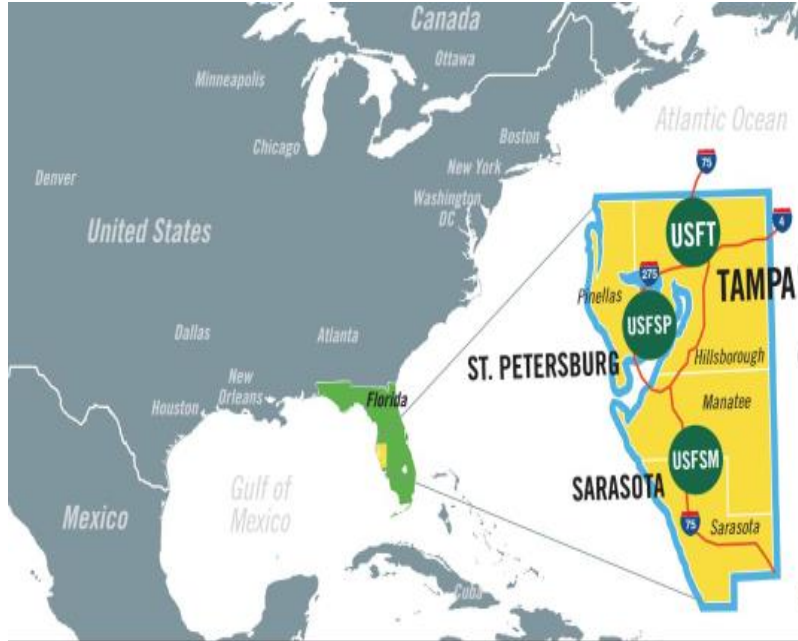 Canada
Ottawa
Minneapolis
Chicago
Boston
New York
Washington
DC
Denver
United States
Dallas
Atlanta
New
Orleans
Houston
Florida
Gulf of
Mexico
Mexico
Cuba
Atlantic Ocean
75
4
USFT
275
TAMPA
Pinellas
USFSP
ST. PETERSBURG
Hillsborough
Manatee
USFSM
SARASOTA
75
Sarasota